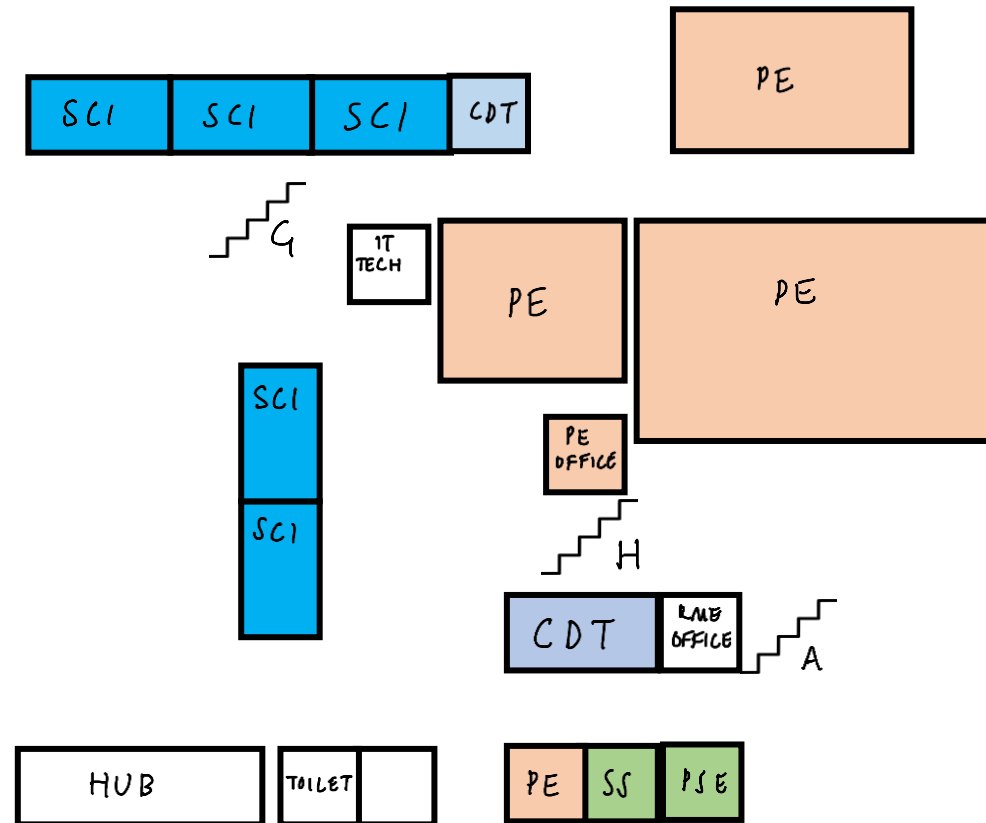 PE
SCI
SCI
SCI
CDT
G
IT
TECH
PE
PE
SCI
PE
OFFICE
SCI
H
CDT
RME
OFFICE
A
HUB
TOILET
PE
SS
PSE